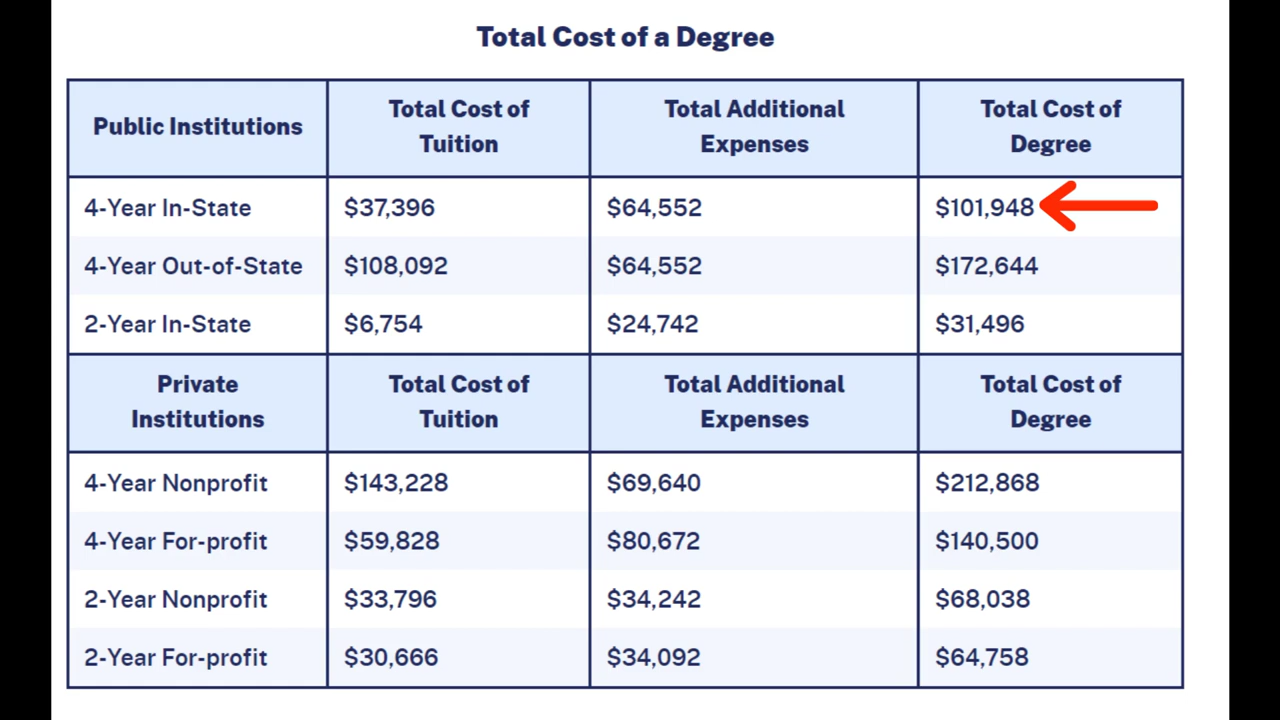 Total Cost of a Degree
Public Institutions
Total Cost of
Tuition
Total Additional
Expenses
Total Cost of
Degree
4-Year In-State $37,396 $64,552 $101,948
4-Year Out-of-State $108,092 $64,552 $172,644
2-Year In-State $6,754 $24,742 $31,496
Private
Institutions
Total Cost of
Tuition
Total Additional
Expenses
Total Cost of
Degree
4-Year Nonprofit $143,228 $69,640 $212,868
4-Year For-profit $59,828 $80,672 $140,500
2-Year Nonprofit $33,796 $34,242 $68,038
2-Year For-profit $30,666 $34,092 $64,758